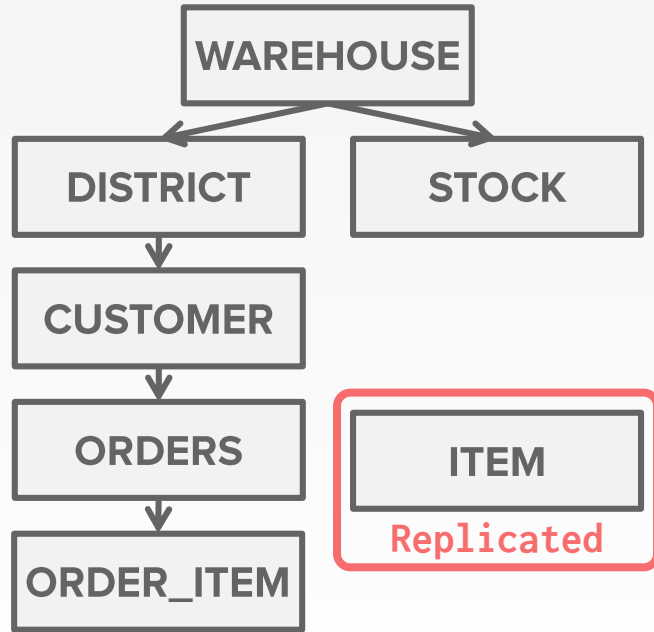 WAREHOUSE
DISTRICT
STOCK
CUSTOMER
ORDERS
ITEM
Replicated
ORDER_ITEM